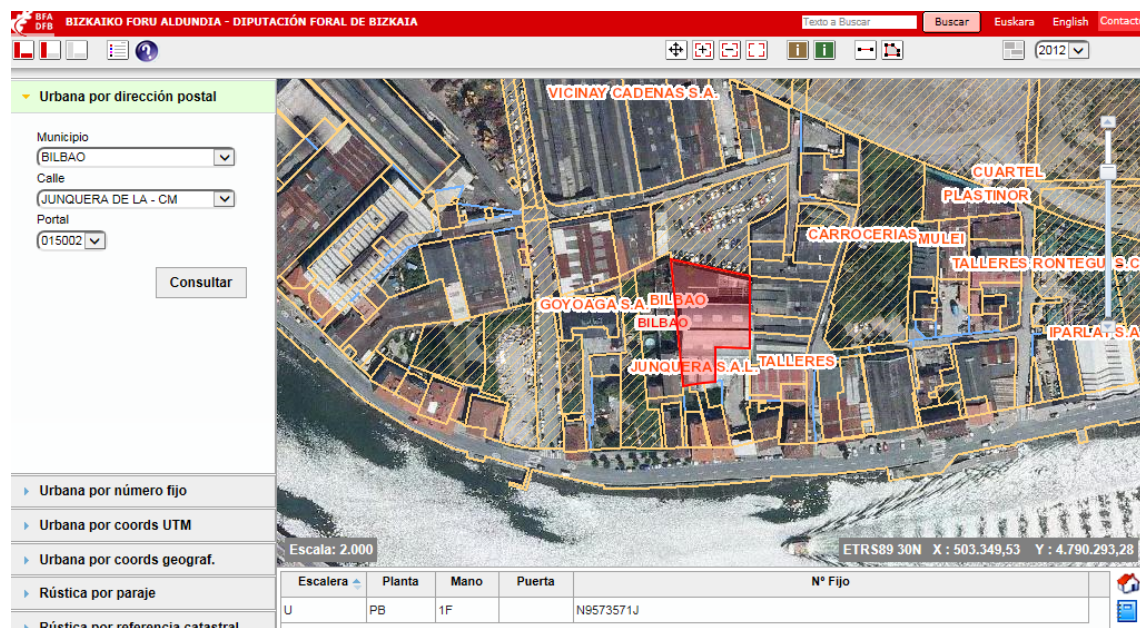 BFA
DFB
BIZKAIKO FORU ALDUNDIA - DIPUTACIÓN FORAL DE BIZKAIA
Texto a Buscar
Buscar
Euskara
English
Contacto
2012
Urbana por dirección postal
Municipio
BILBAO
Calle
JUNQUERA DE LA - CM
Portal
015002
Consultar
Urbana por número fijo
Urbana por coords UTM
Urbana por coords geograf.
Rústica por paraje
Rústica por referencia catastral
VICINAY CADENAS S.A.
CUARTEL
PLASTINOR
CARROCERIAS MULEI
TALLERES RONTEGUI S.C
GOYOAGA S.A.
BILBAO
BILBAO
IPARLAT S.A
JUNQUERA S.A.L.
TALLERES
Escala: 2.000
ETRS89 30N X : 503.349,53 Y : 4.790.293,28
Escalera Planta Mano Puerta Nº Fijo
U PB 1F N9573571J